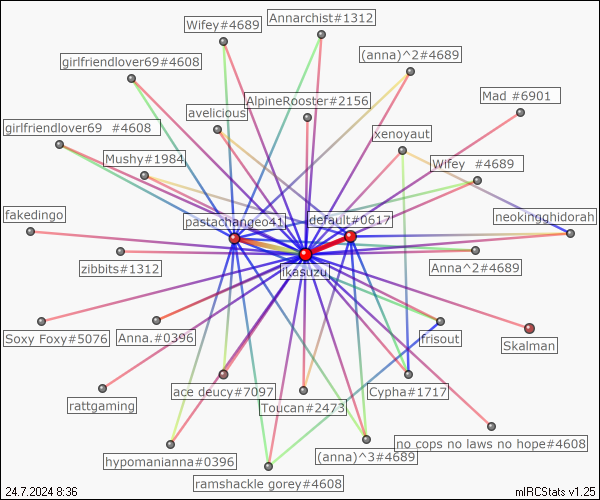 Annarchist#1312
Wifey#4689
(anna)^2#4689
girlfriendlover69#4608
AlpineRooster#2156
Mad #6901
avelicious
girlfriendlover69 #4608
xenoyaut
Mushy#1984
Wifey #4689
fakedingo
pastachangeo41
default#0617
neokingghidorah
zibbits#1312
ikasuzu
Anna^2#4689
Soxy Foxy#5076
Anna.#0396
frisout
Skalman
rattgaming
ace deucy#7097
Toucan#2473
Cypha#1717
no cops no laws no hope#4608
hypomanianna#0396
(anna)^3#4689
ramshackle gorey#4608
24.7.2024 8:36
mIRCStats v1.25